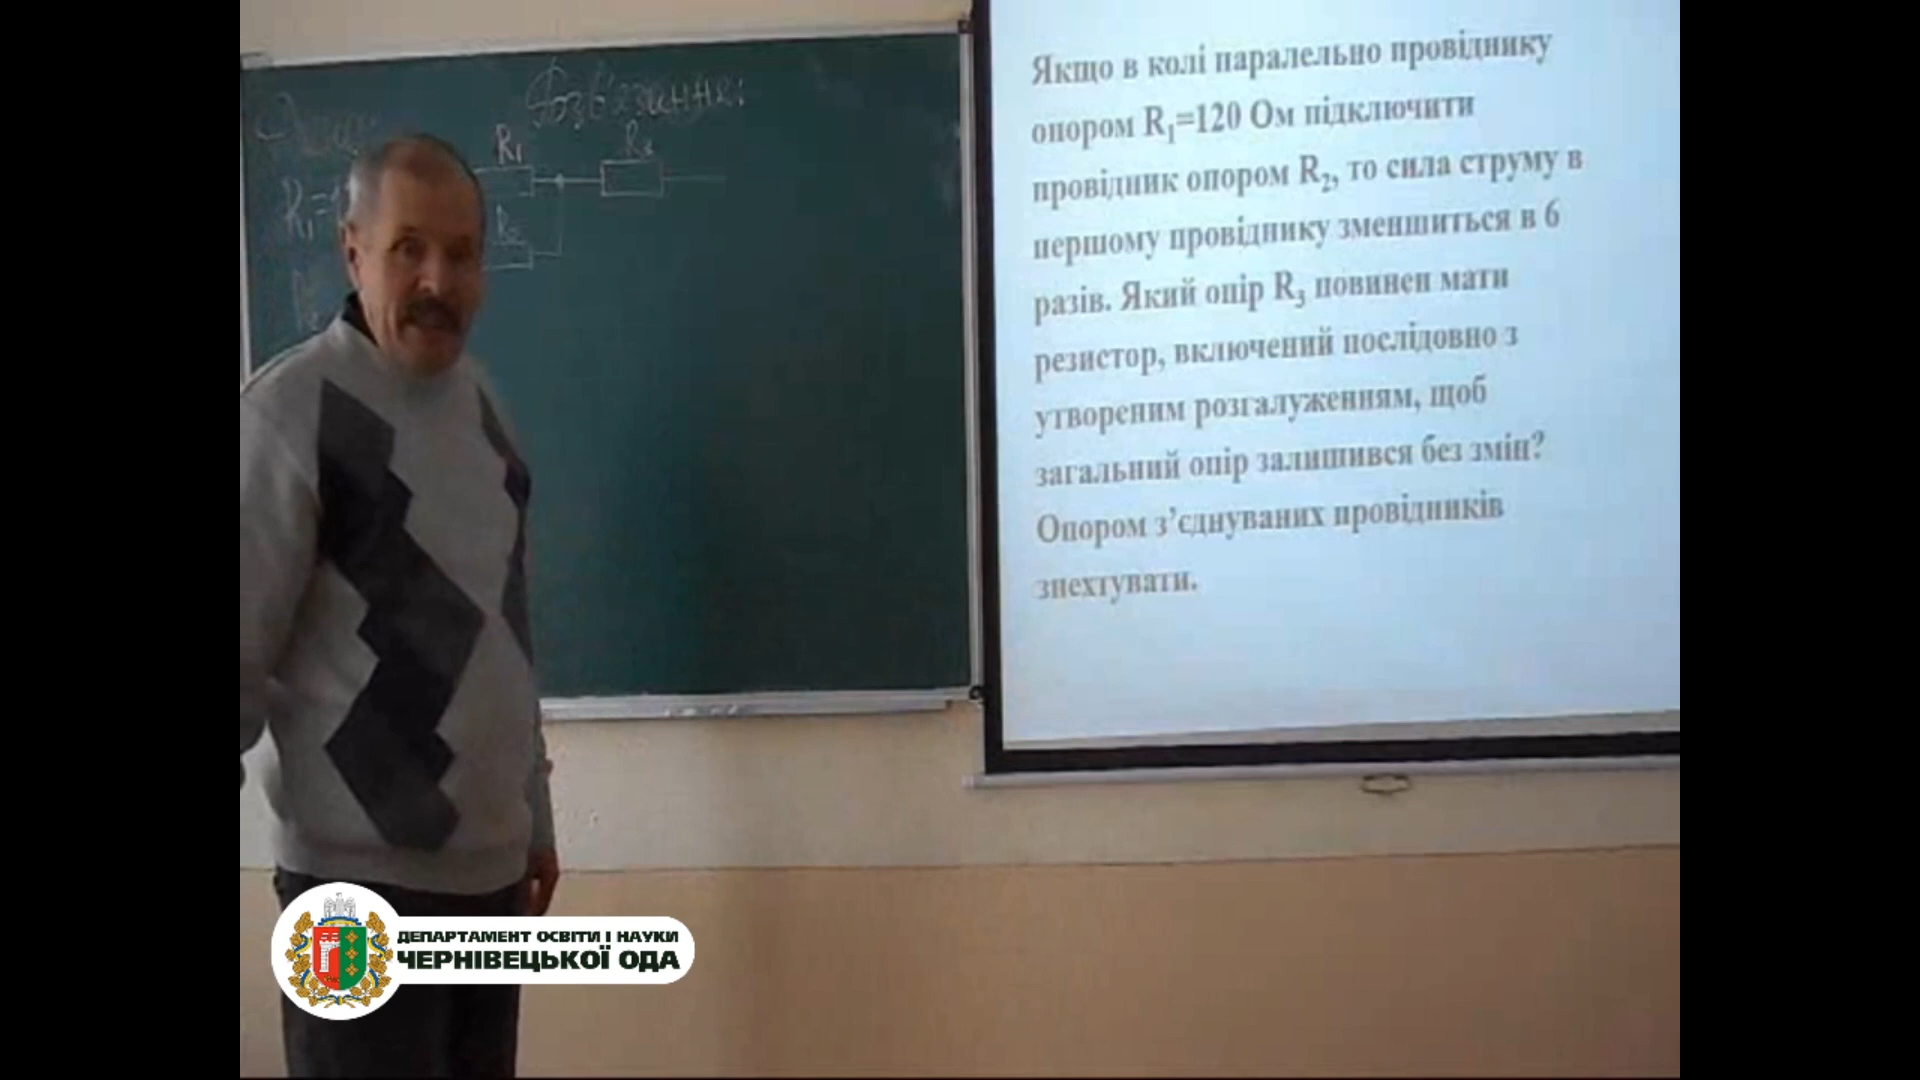 Розв'язання:
R₁
R₃
R₁=1
R₂
Якщо в колі паралельно провіднику
опором R₁=120 Ом підключити
провідник опором R₂, то сила струму в
першому провіднику зменшиться в 6
разів. Який опір R₃ повинен мати
резистор, включений послідовно з
утвореним розгалуженням, щоб
загальний опір залишився без змін?
Опором з’єднуваних провідників
знехтувати.
ДЕПАРТАМЕНТ ОСВІТИ І НАУКИ
ЧЕРНІВЕЦЬКОЇ ОДА